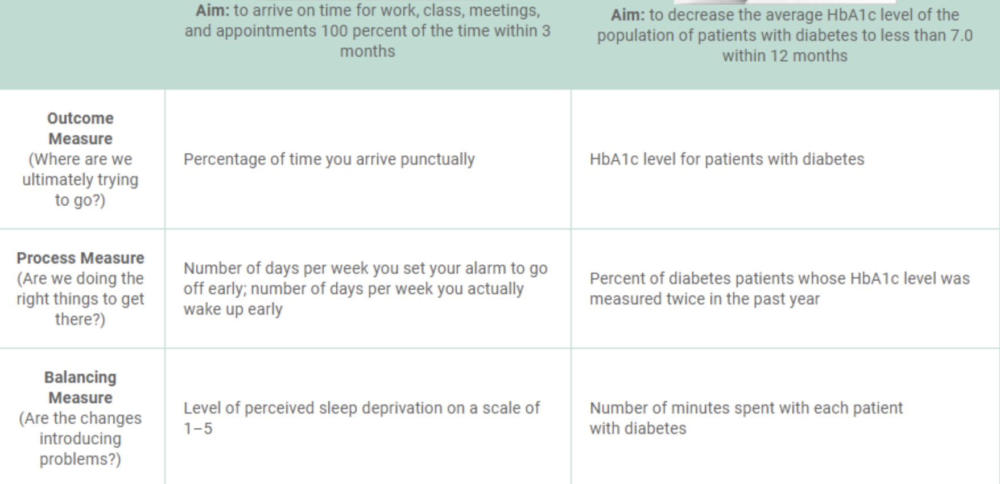 Aim: to arrive on time for work, class, meetings,
and appointments 100 percent of the time within 3
months
Aim: to decrease the average HbA1c level of the
population of patients with diabetes to less than 7.0
within 12 months
Outcome
Measure
(Where are we
ultimately trying
to go?)
Percentage of time you arrive punctually
HbA1c level for patients with diabetes
Process Measure
(Are we doing the
right things to get
there?)
Number of days per week you set your alarm to go
off early; number of days per week you actually
wake up early
Percent of diabetes patients whose HbA1c level was
measured twice in the past year
Balancing
Measure
(Are the changes
introducing
problems?)
Level of perceived sleep deprivation on a scale of
1–5
Number of minutes spent with each patient
with diabetes